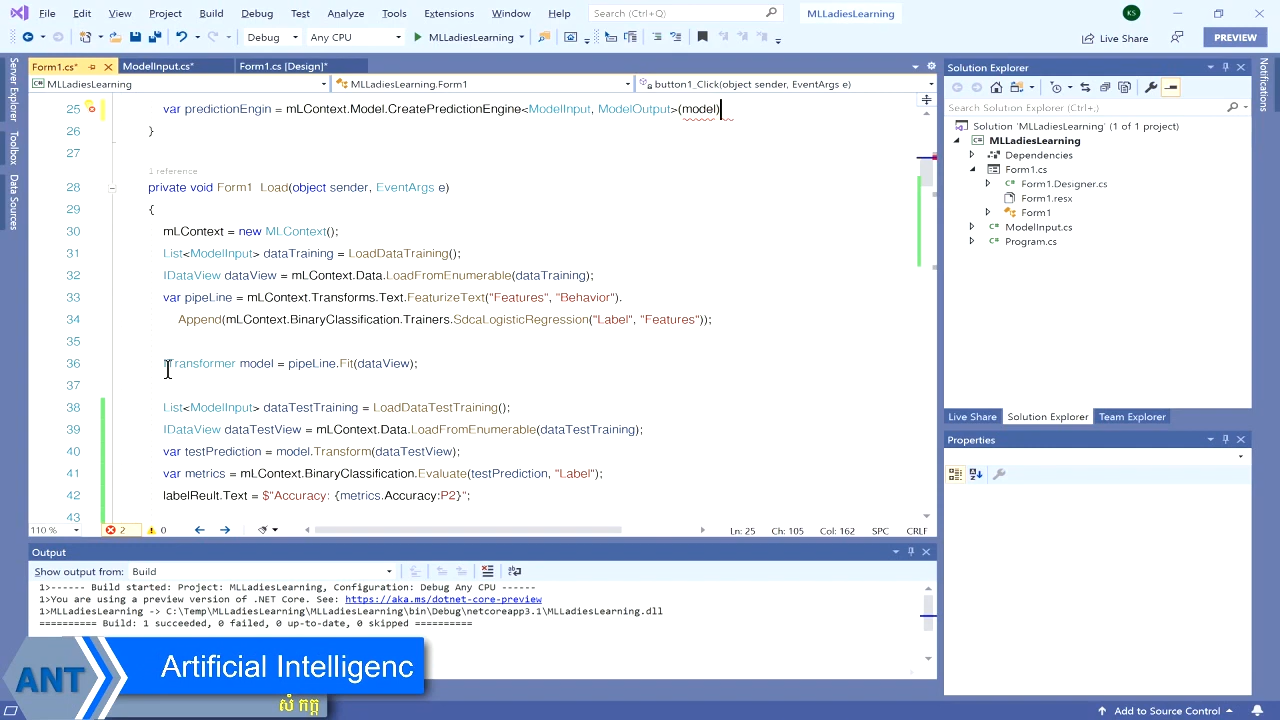 File Edit View Project Build Debug Test Analyze Tools Extensions Window Help Search (Ctrl+Q) MLLadiesLearning KS
Debug Any CPU MLLadiesLearning Live Share PREVIEW
Form1.cs* ModelInput.cs* Form1.cs [Design]*
MLLadiesLearning MLLadiesLearning.Form1 button1_Click(object sender, EventArgs e)
Server Explorer
Toolbox
Data Sources
25 var predictionEngin = mLContext.Model.CreatePredictionEngine<ModelInput, ModelOutput>(model)
26 }
27
1 reference
28 private void Form1_Load(object sender, EventArgs e)
29 {
30 mLContext = new MLContext();
31 List<ModelInput> dataTraining = LoadDataTraining();
32 IDataView dataView = mLContext.Data.LoadFromEnumerable(dataTraining);
33 var pipeLine = mLContext.Transforms.Text.FeaturizeText("Features", "Behavior").
34 Append(mLContext.BinaryClassification.Trainers.SdcaLogisticRegression("Label", "Features"));
35
36 ITransformer model = pipeLine.Fit(dataView);
37
38 List<ModelInput> dataTestTraining = LoadDataTestTraining();
39 IDataView dataTestView = mLContext.Data.LoadFromEnumerable(dataTestTraining);
40 var testPrediction = model.Transform(dataTestView);
41 var metrics = mLContext.BinaryClassification.Evaluate(testPrediction, "Label");
42 labelReult.Text = $"Accuracy: {metrics.Accuracy:P2}";
43
110 % 2 0 Ln: 25 Ch: 105 Col: 162 SPC CRLF
Output
Show output from: Build
1>------ Build started: Project: MLLadiesLearning, Configuration: Debug Any CPU ------
1>You are using a preview version of .NET Core. See: https://aka.ms/dotnet-core-preview
1>MLLadiesLearning -> C:\Temp\MLLadiesLearning\MLLadiesLearning\bin\Debug\netcoreapp3.1\MLLadiesLearning.dll
========== Build: 1 succeeded, 0 failed, 0 up-to-date, 0 skipped ==========
Solution Explorer
Search Solution Explorer (Ctrl+;)
Solution 'MLLadiesLearning' (1 of 1 project)
MLLadiesLearning
Dependencies
Form1.cs
Form1.Designer.cs
Form1.resx
Form1
ModelInput.cs
Program.cs
Live Share Solution Explorer Team Explorer
Properties
Notifications
ANT Artificial Intelligenc
សំ កក្ក
Add to Source Control